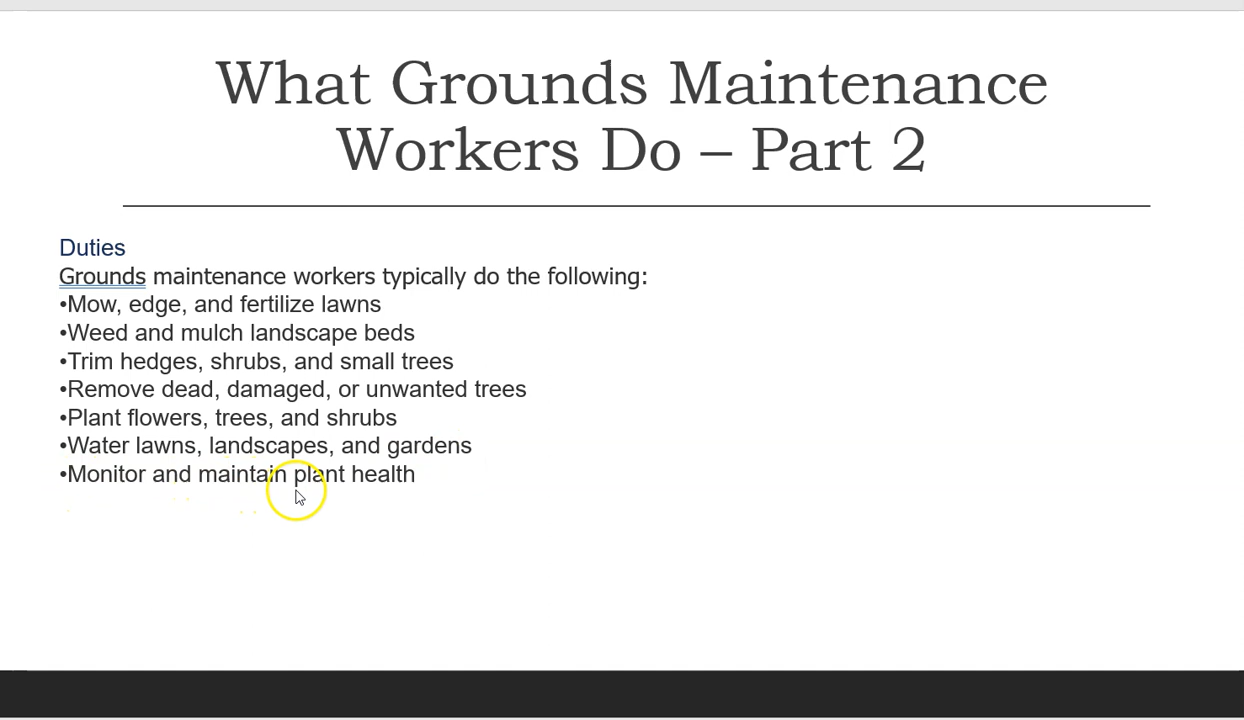 What Grounds Maintenance
Workers Do – Part 2
Duties
Grounds maintenance workers typically do the following:
•Mow, edge, and fertilize lawns
•Weed and mulch landscape beds
•Trim hedges, shrubs, and small trees
•Remove dead, damaged, or unwanted trees
•Plant flowers, trees, and shrubs
•Water lawns, landscapes, and gardens
•Monitor and maintain plant health